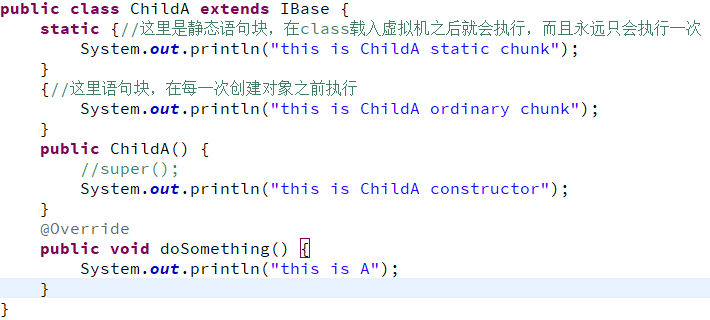 public class ChildA extends IBase {
    static {//这里是静态语句块，在class载入虚拟机之后就会执行，而且永远只会执行一次
        System.out.println("this is ChildA static chunk");
    }
    {//这里语句块，在每一次创建对象之前执行
        System.out.println("this is ChildA ordinary chunk");
    }
    public ChildA() {
        //super();
        System.out.println("this is ChildA constructor");
    }
    @Override
    public void doSomething() {
        System.out.println("this is A");
    }
}